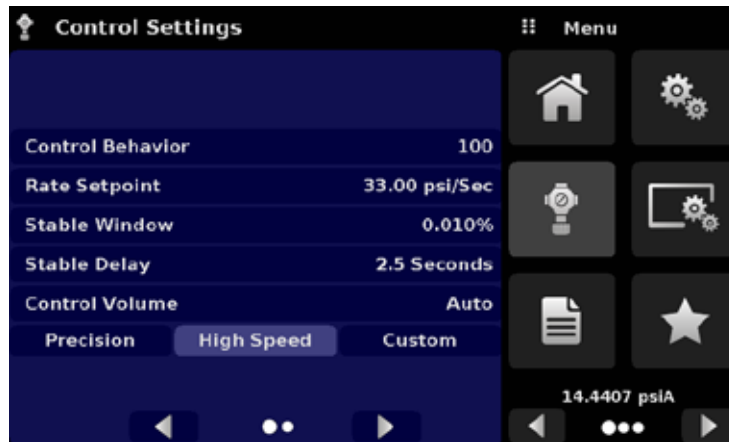 Control Settings
Menu
Control Behavior 100
Rate Setpoint 33.00 psi/Sec
Stable Window 0.010%
Stable Delay 2.5 Seconds
Control Volume Auto
Precision High Speed Custom
14.4407 psiA